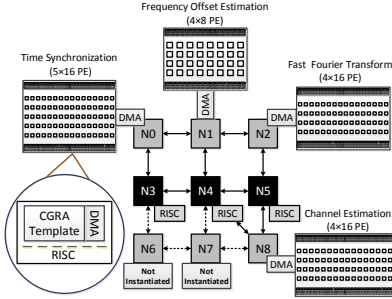 Frequency Offset Estimation
(4×8 PE)
Time Synchronization
(5×16 PE)
Fast Fourier Transform
(4×16 PE)
DMA
DMA
DMA
N0
N1
N2
N3
N4
N5
RISC
RISC
RISC
CGRA
Template
DMA
RISC
N6
N7
N8
Channel Estimation
(4×16 PE)
DMA
Not
Instantiated
Not
Instantiated